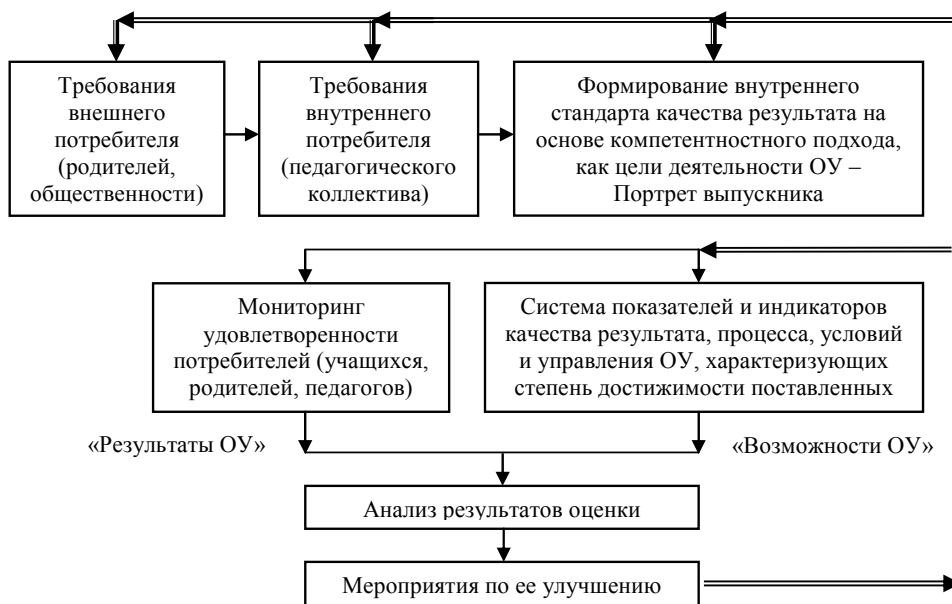 Требования
внешнего
потребителя
(родителей,
общественности)
Требования
внутреннего
потребителя
(педагогического
коллектива)
Формирование внутреннего
стандарта качества результата на
основе компетентностного подхода,
как цели деятельности ОУ –
Портрет выпускника
Мониторинг
удовлетворенности
потребителей (учащихся,
родителей, педагогов)
Система показателей и индикаторов
качества результата, процесса, условий
и управления ОУ, характеризующих
степень достижимости поставленных
«Результаты ОУ»
«Возможности ОУ»
Анализ результатов оценки
Мероприятия по ее улучшению